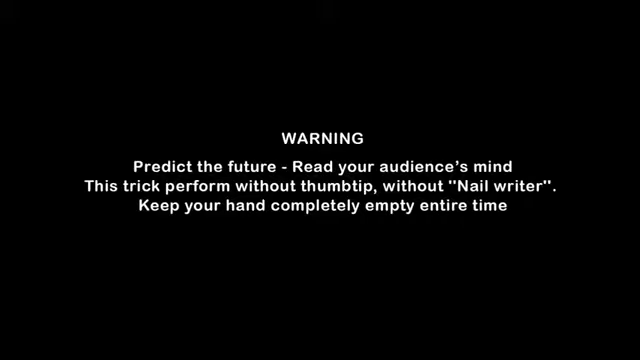 WARNING
Predict the future - Read your audience's mind
This trick perform without thumbtip, without "Nail writer".
Keep your hand completely empty entire time